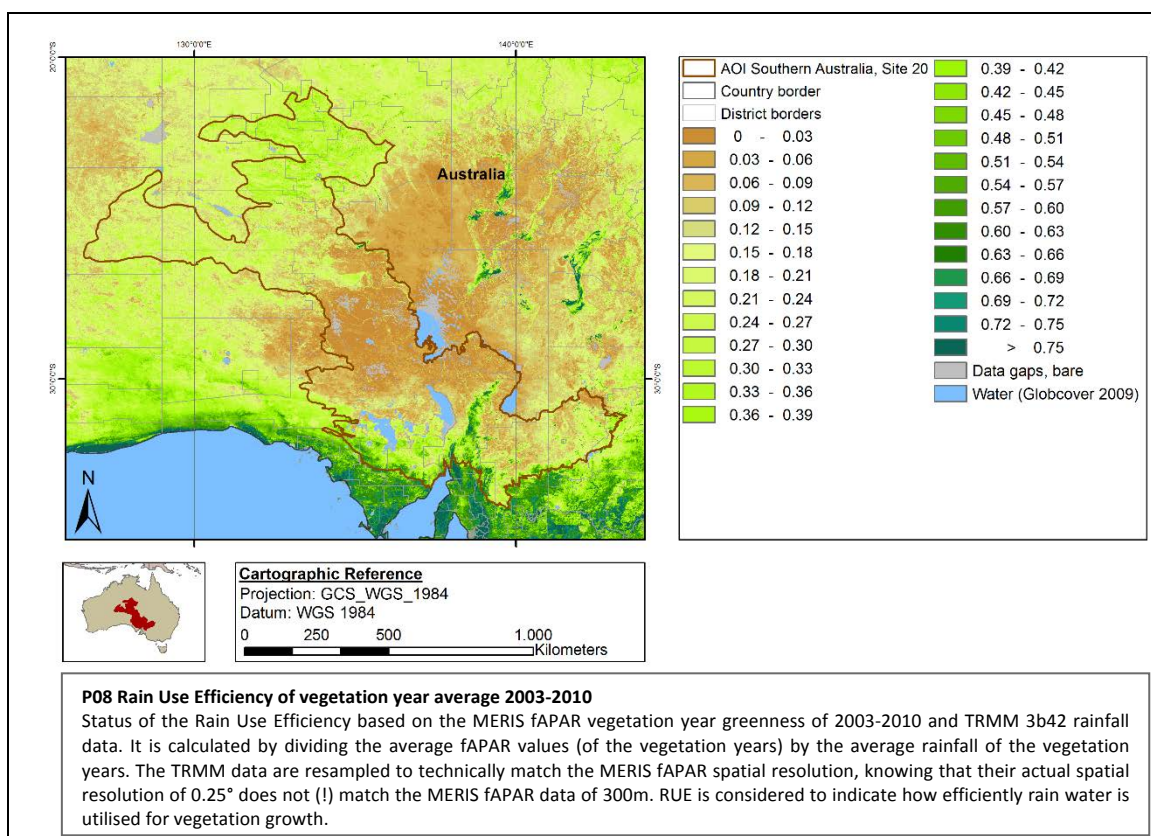 130°0'0"E
140°0'0"E
20°0'0"S
20°0'0"S
30°0'0"S
30°0'0"S
Australia
N
AOI Southern Australia, Site 20
Country border
District borders
0 - 0.03
0.03 - 0.06
0.06 - 0.09
0.09 - 0.12
0.12 - 0.15
0.15 - 0.18
0.18 - 0.21
0.21 - 0.24
0.24 - 0.27
0.27 - 0.30
0.30 - 0.33
0.33 - 0.36
0.36 - 0.39
0.39 - 0.42
0.42 - 0.45
0.45 - 0.48
0.48 - 0.51
0.51 - 0.54
0.54 - 0.57
0.57 - 0.60
0.60 - 0.63
0.63 - 0.66
0.66 - 0.69
0.69 - 0.72
0.72 - 0.75
> 0.75
Data gaps, bare
Water (Globcover 2009)
Cartographic Reference
Projection: GCS_WGS_1984
Datum: WGS 1984
0 250 500 1.000
Kilometers
P08 Rain Use Efficiency of vegetation year average 2003-2010
Status of the Rain Use Efficiency based on the MERIS fAPAR vegetation year greenness of 2003-2010 and TRMM 3b42 rainfall
data. It is calculated by dividing the average fAPAR values (of the vegetation years) by the average rainfall of the vegetation
years. The TRMM data are resampled to technically match the MERIS fAPAR spatial resolution, knowing that their actual spatial
resolution of 0.25° does not (!) match the MERIS fAPAR data of 300m. RUE is considered to indicate how efficiently rain water is
utilised for vegetation growth.